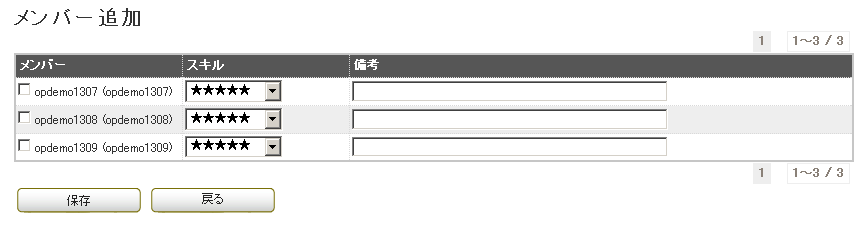 メンバー追加
1 1～3 / 3
メンバー スキル 備考
opdemo1307 (opdemo1307) ★★★★★
opdemo1308 (opdemo1308) ★★★★★
opdemo1309 (opdemo1309) ★★★★★
1 1～3 / 3
保存 戻る